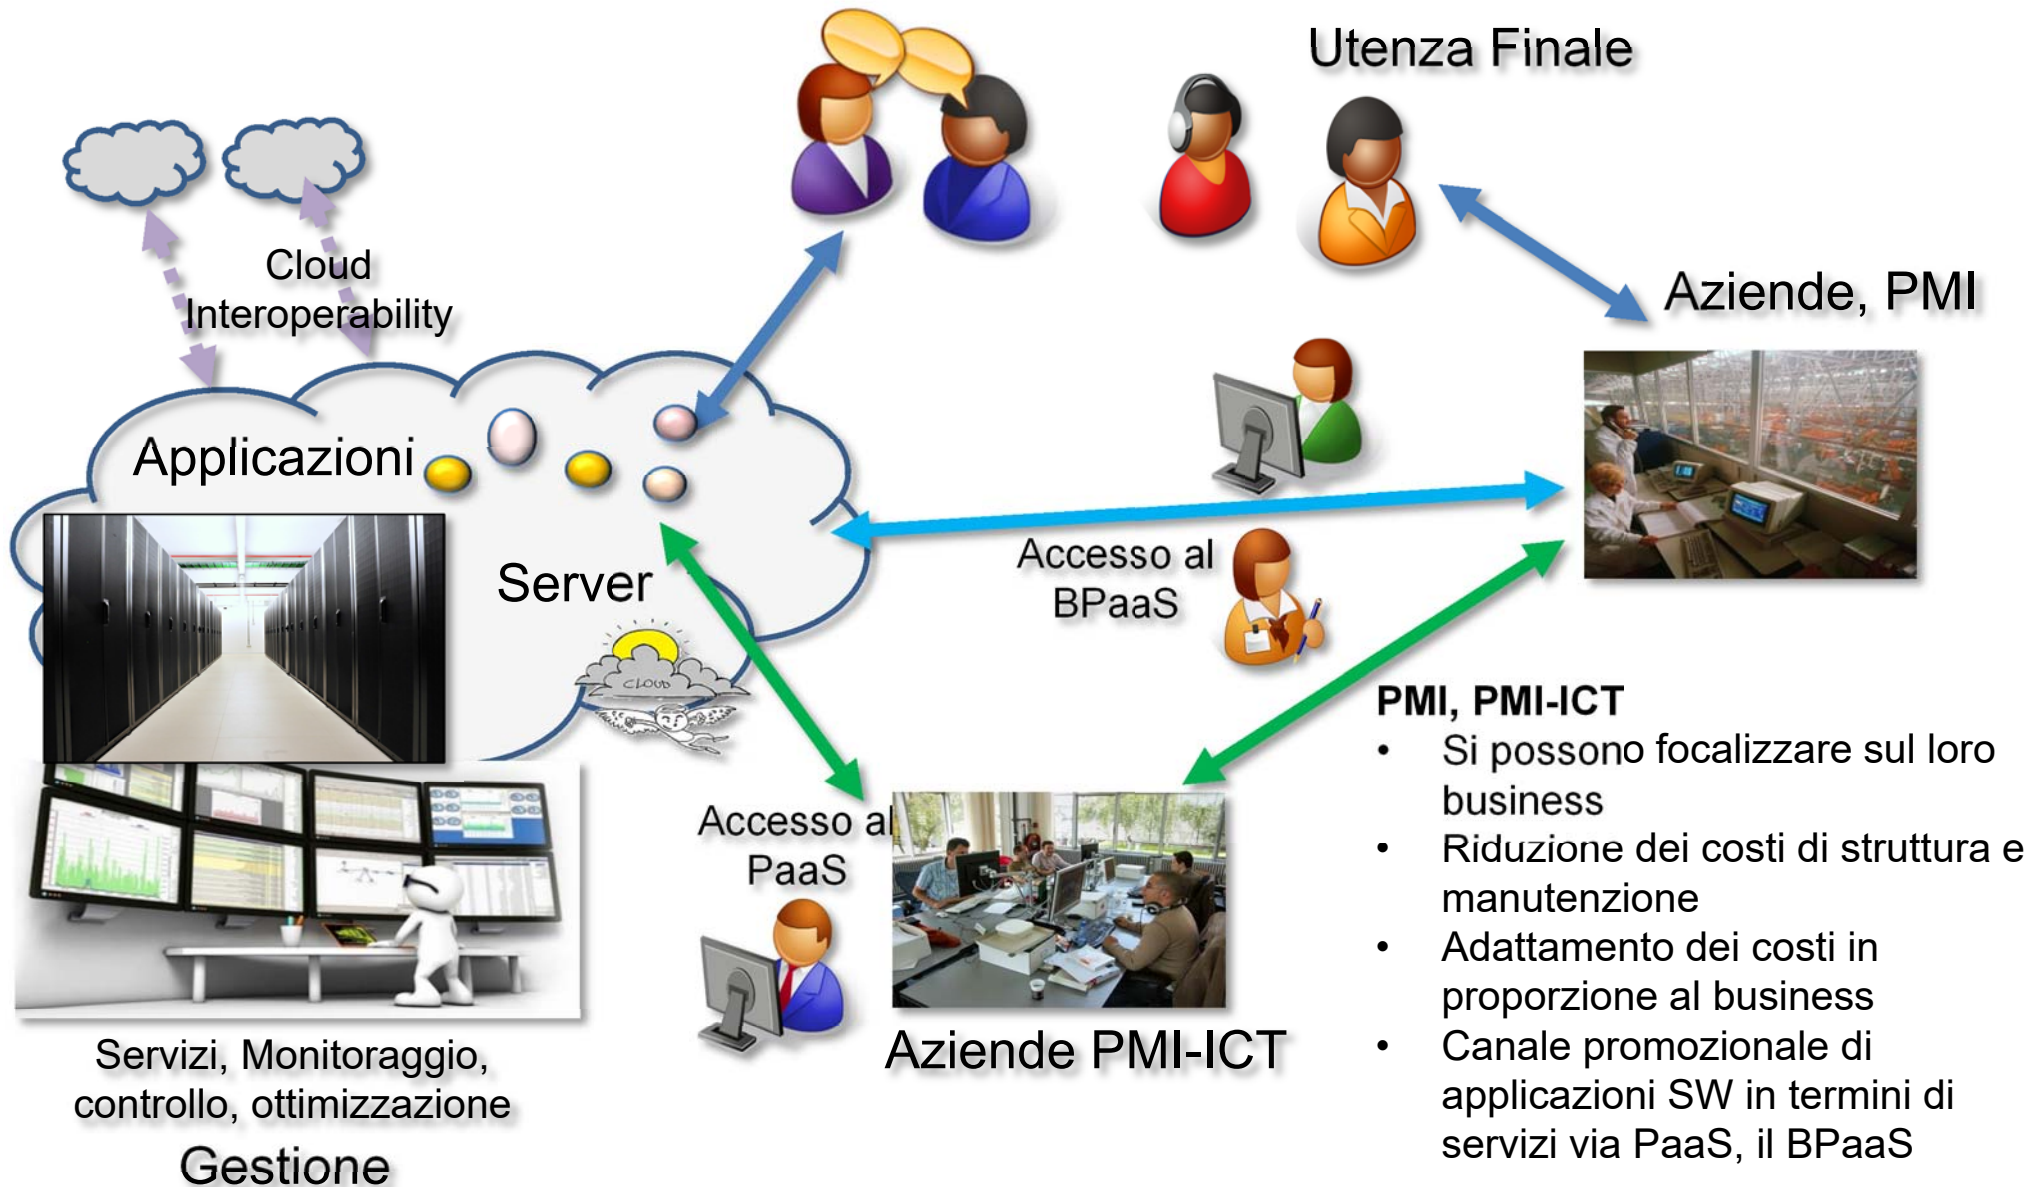 Utenza Finale
Cloud
Interoperability
Aziende, PMI
Applicazioni
Server
CLOUD
Accesso al
BPaaS
PMI, PMI-ICT
• Si possono focalizzare sul loro
business
• Riduzione dei costi di struttura e
manutenzione
• Adattamento dei costi in
proporzione al business
• Canale promozionale di
applicazioni SW in termini di
servizi via PaaS, il BPaaS
Accesso al
PaaS
Aziende PMI-ICT
Servizi, Monitoraggio,
controllo, ottimizzazione
Gestione